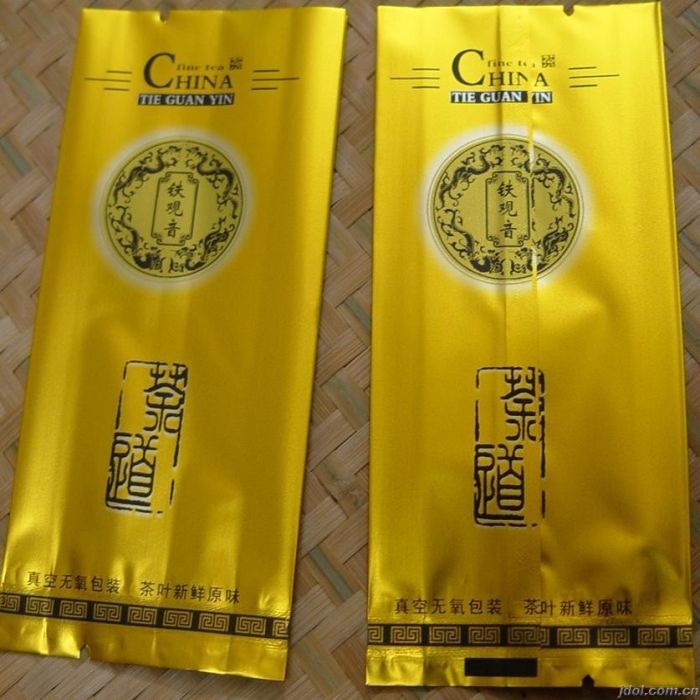 fine tea
CHINA
TIE GUAN YIN
铁观音
茶道
真空无氧包装 茶叶新鲜原味
fine tea
CHINA
TIE GUAN YIN
铁观音
茶道
真空无氧包装 茶叶新鲜原味
jdol.com.cn